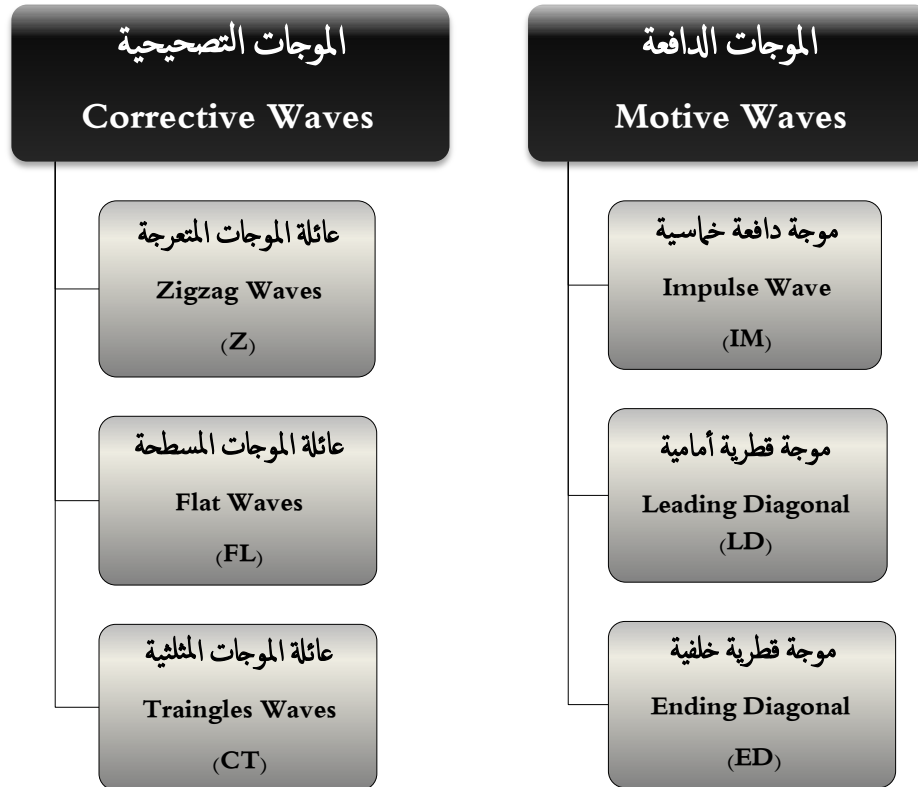 الموجات الدافعة
Motive Waves
موجة دافعة خماسية
Impulse Wave
(IM)
موجة قطرية أمامية
Leading Diagonal
(LD)
موجة قطرية خلفية
Ending Diagonal
(ED)
الموجات التصحيحية
Corrective Waves
عائلة الموجات المتعرجة
Zigzag Waves
(Z)
عائلة الموجات المسطحة
Flat Waves
(FL)
عائلة الموجات المثلثية
Traingles Waves
(CT)